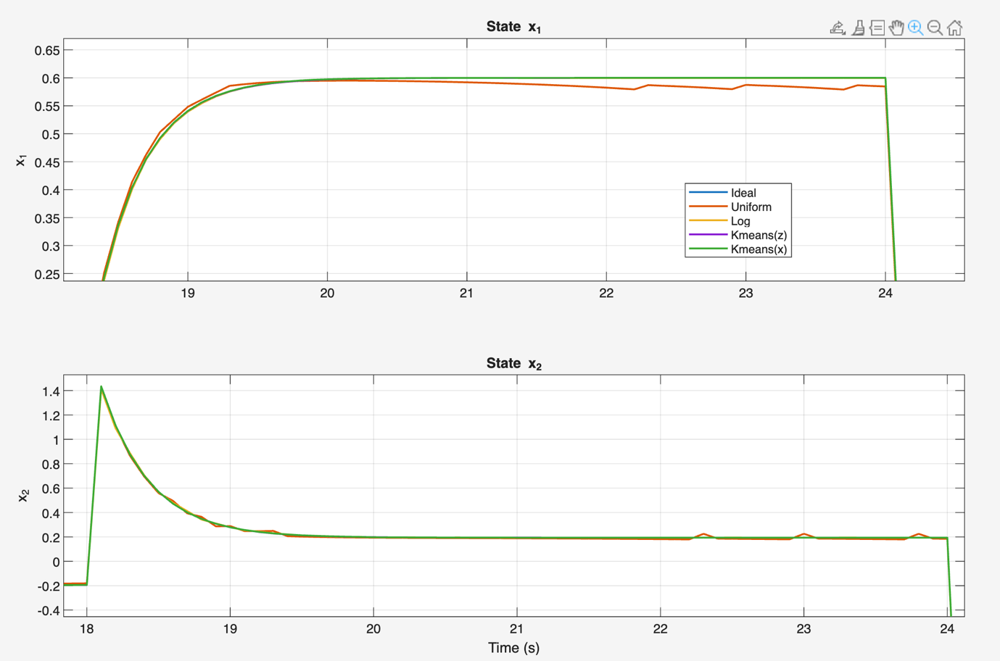 State x₁
0.65
0.6
0.55
0.5
0.45
0.4
0.35
0.3
0.25
x₁
Ideal
Uniform
Log
Kmeans(z)
Kmeans(x)
19 20 21 22 23 24
State x₂
1.4
1.2
1
0.8
0.6
0.4
0.2
0
-0.2
-0.4
x₂
18 19 20 21 22 23 24
Time (s)